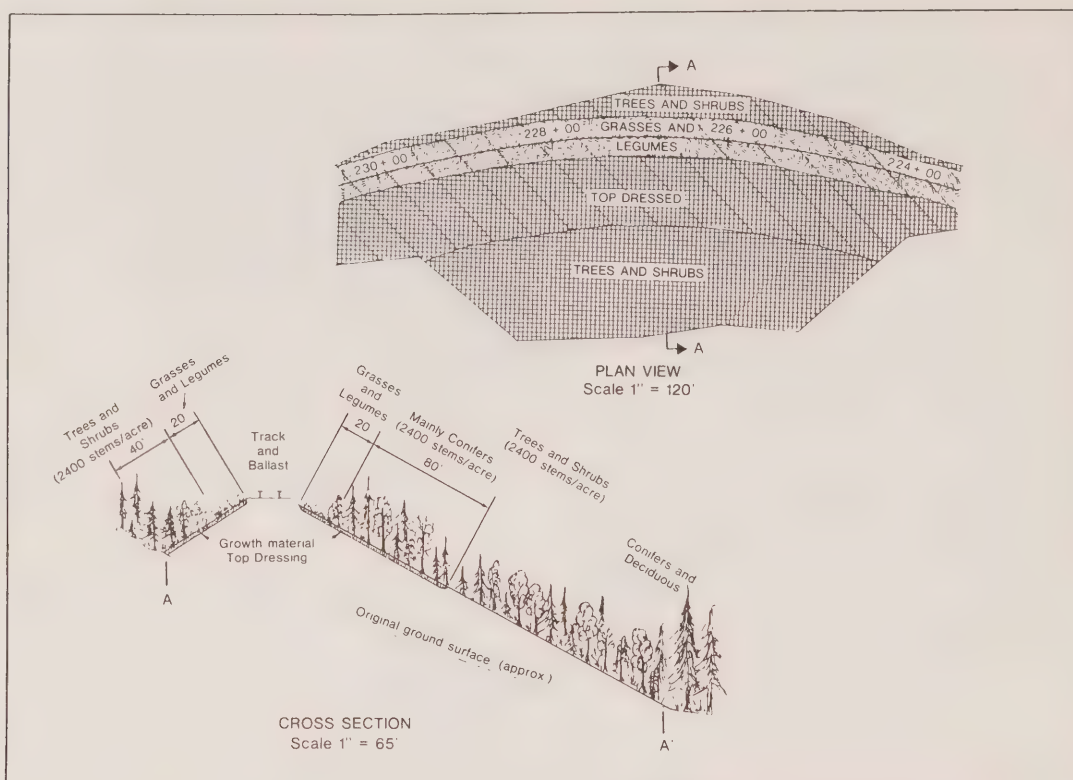 A
TREES AND SHRUBS
228 + 00 GRASSES AND 226 + 00
LEGUMES
230 + 00
224 + 00
TOP DRESSED
TREES AND SHRUBS
A
PLAN VIEW
Scale 1" = 120'
Trees and
Shrubs
(2400 stems/acre)
40'
Grasses
and Legumes
20'
Track
and
Ballast
Grasses
and
Legumes
20'
Mainly Conifers
(2400 stems/acre)
80'
Trees and Shrubs
(2400 stems/acre)
Growth material
Top Dressing
Conifers and
Deciduous
A
Original ground surface (approx.)
CROSS SECTION
Scale 1" = 65'
A'